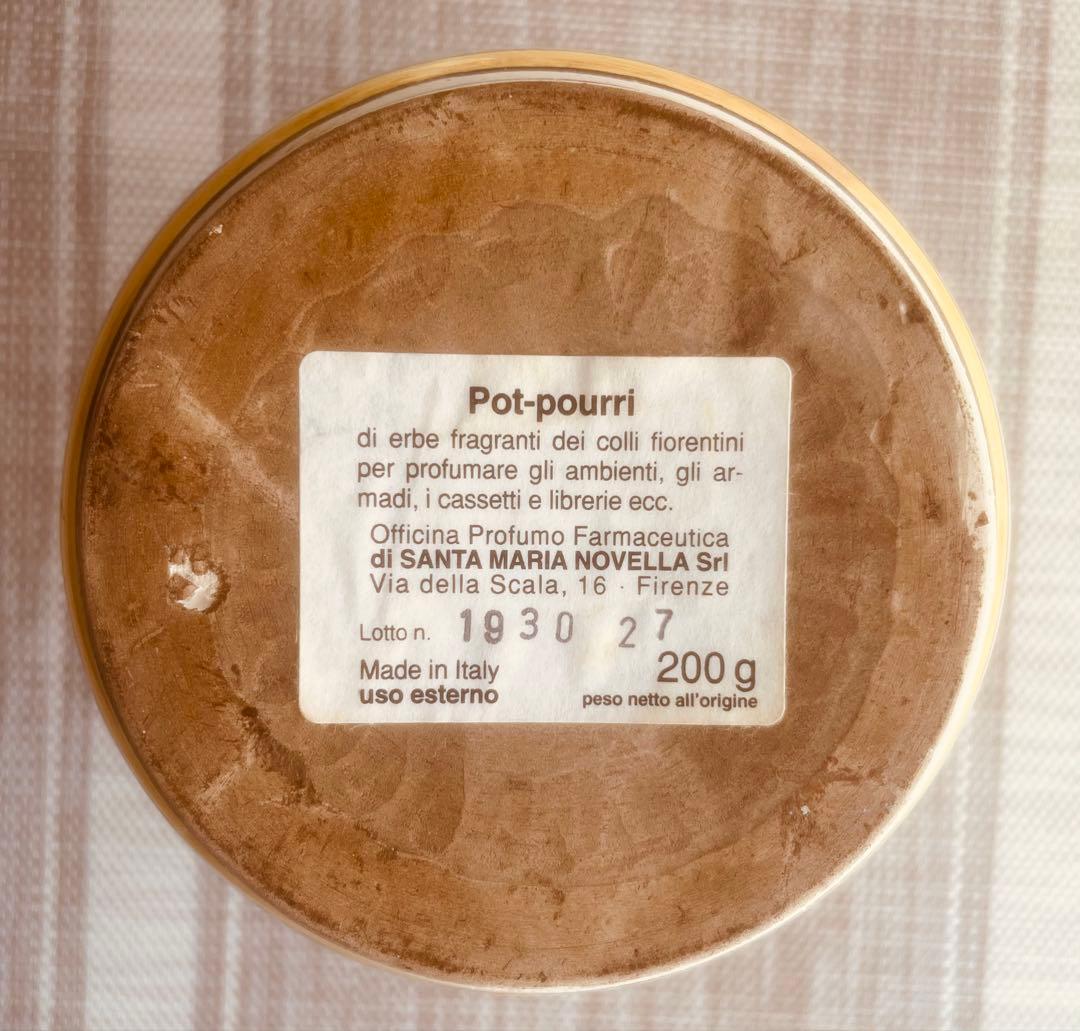 Pot-pourri
di erbe fragranti dei colli fiorentini
per profumare gli ambienti, gli ar-
madi, i cassetti e librerie ecc.
Officina Profumo Farmaceutica
di SANTA MARIA NOVELLA Srl
Via della Scala, 16 · Firenze
Lotto n. 1930 27
Made in Italy 200 g
uso esterno peso netto all'origine